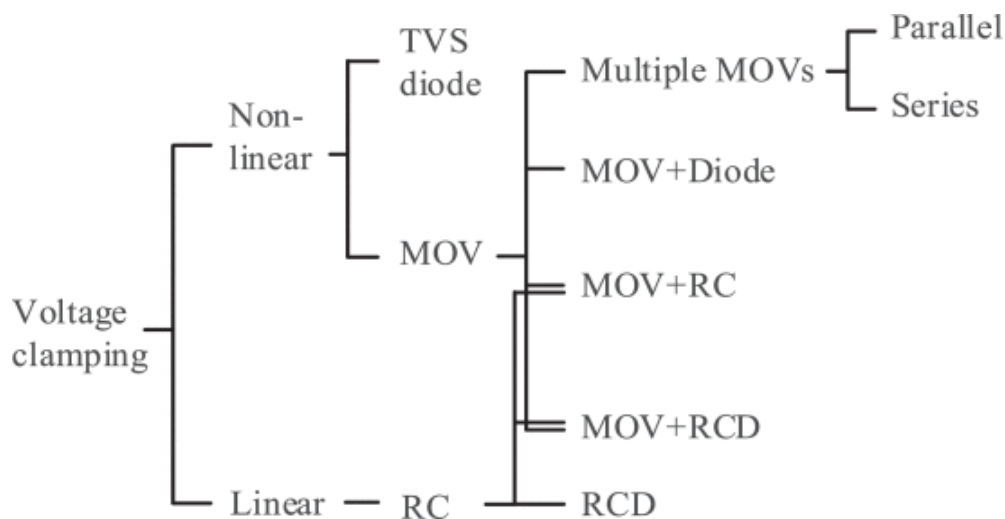 Voltage
clamping
Non-
linear
Linear
TVS
diode
MOV
RC
Multiple MOVs
MOV+Diode
MOV+RC
MOV+RCD
RCD
Parallel
Series